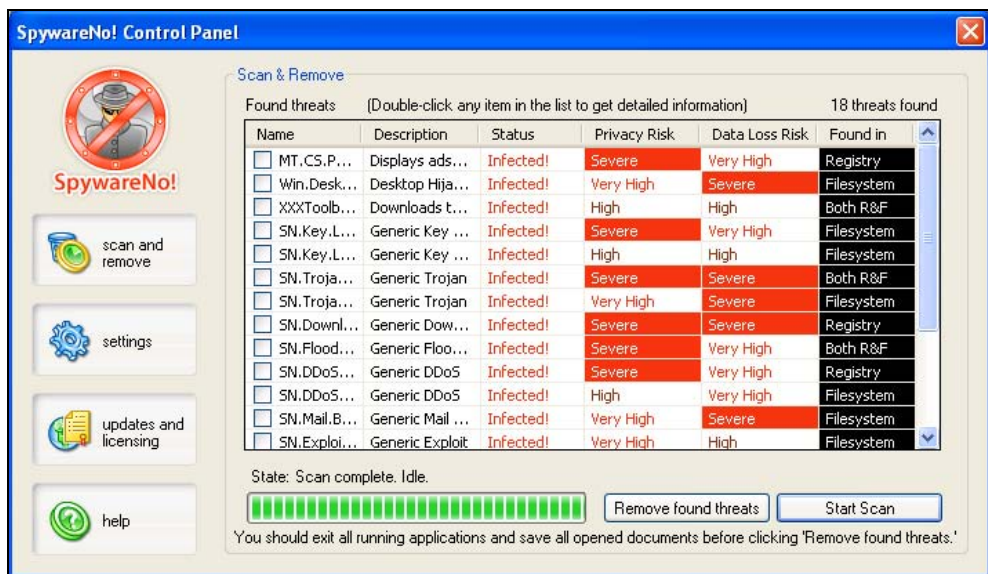 SpywareNo! Control Panel
Scan & Remove
Found threats (Double-click any item in the list to get detailed information) 18 threats found
Name Description Status Privacy Risk Data Loss Risk Found in
MT.CS.P... Displays ads... Infected! Severe Very High Registry
Win.Desk... Desktop Hija... Infected! Very High Severe Filesystem
XXXToolb... Downloads t... Infected! High High Both R&F
SN.Key.L... Generic Key ... Infected! Severe Very High Filesystem
SN.Key.L... Generic Key ... Infected! High High Filesystem
SN.Troja... Generic Trojan Infected! Severe Severe Both R&F
SN.Troja... Generic Trojan Infected! Very High Severe Filesystem
SN.Downl... Generic Dow... Infected! Severe Severe Registry
SN.Flood... Generic Floo... Infected! Severe Very High Both R&F
SN.DDoS... Generic DDoS Infected! Severe Very High Registry
SN.DDoS... Generic DDoS Infected! High Very High Filesystem
SN.Mail.B... Generic Mail ... Infected! Very High Severe Filesystem
SN.Exploi... Generic Exploit Infected! Very High High Filesystem
SpywareNo!
scan and
remove
settings
updates and
licensing
help
State: Scan complete. Idle.
Remove found threats Start Scan
You should exit all running applications and save all opened documents before clicking 'Remove found threats.'